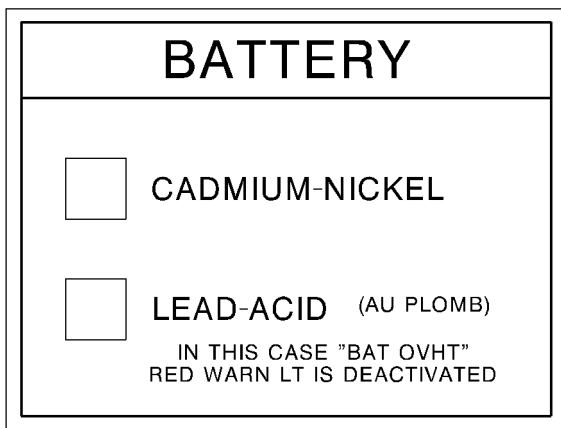 BATTERY
CADMIUM-NICKEL
LEAD-ACID (AU PLOMB)
IN THIS CASE "BAT OVHT"
RED WARN LT IS DEACTIVATED